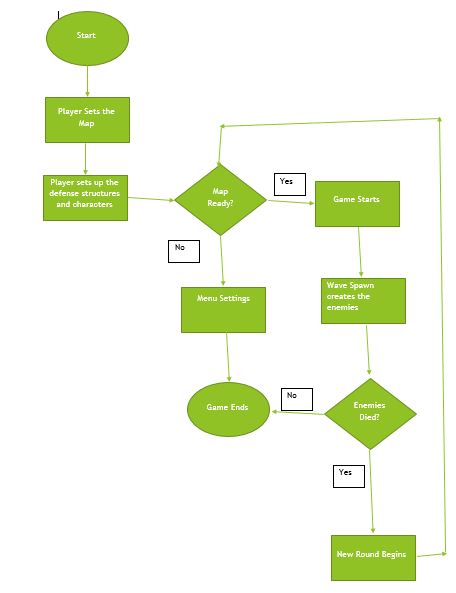 Start
Player Sets the
Map
Player sets up the
defense structures
and characters
Map
Ready?
Yes
Game Starts
No
Menu Settings
Wave Spawn
creates the
enemies
Game Ends
No
Enemies
Died?
Yes
New Round Begins